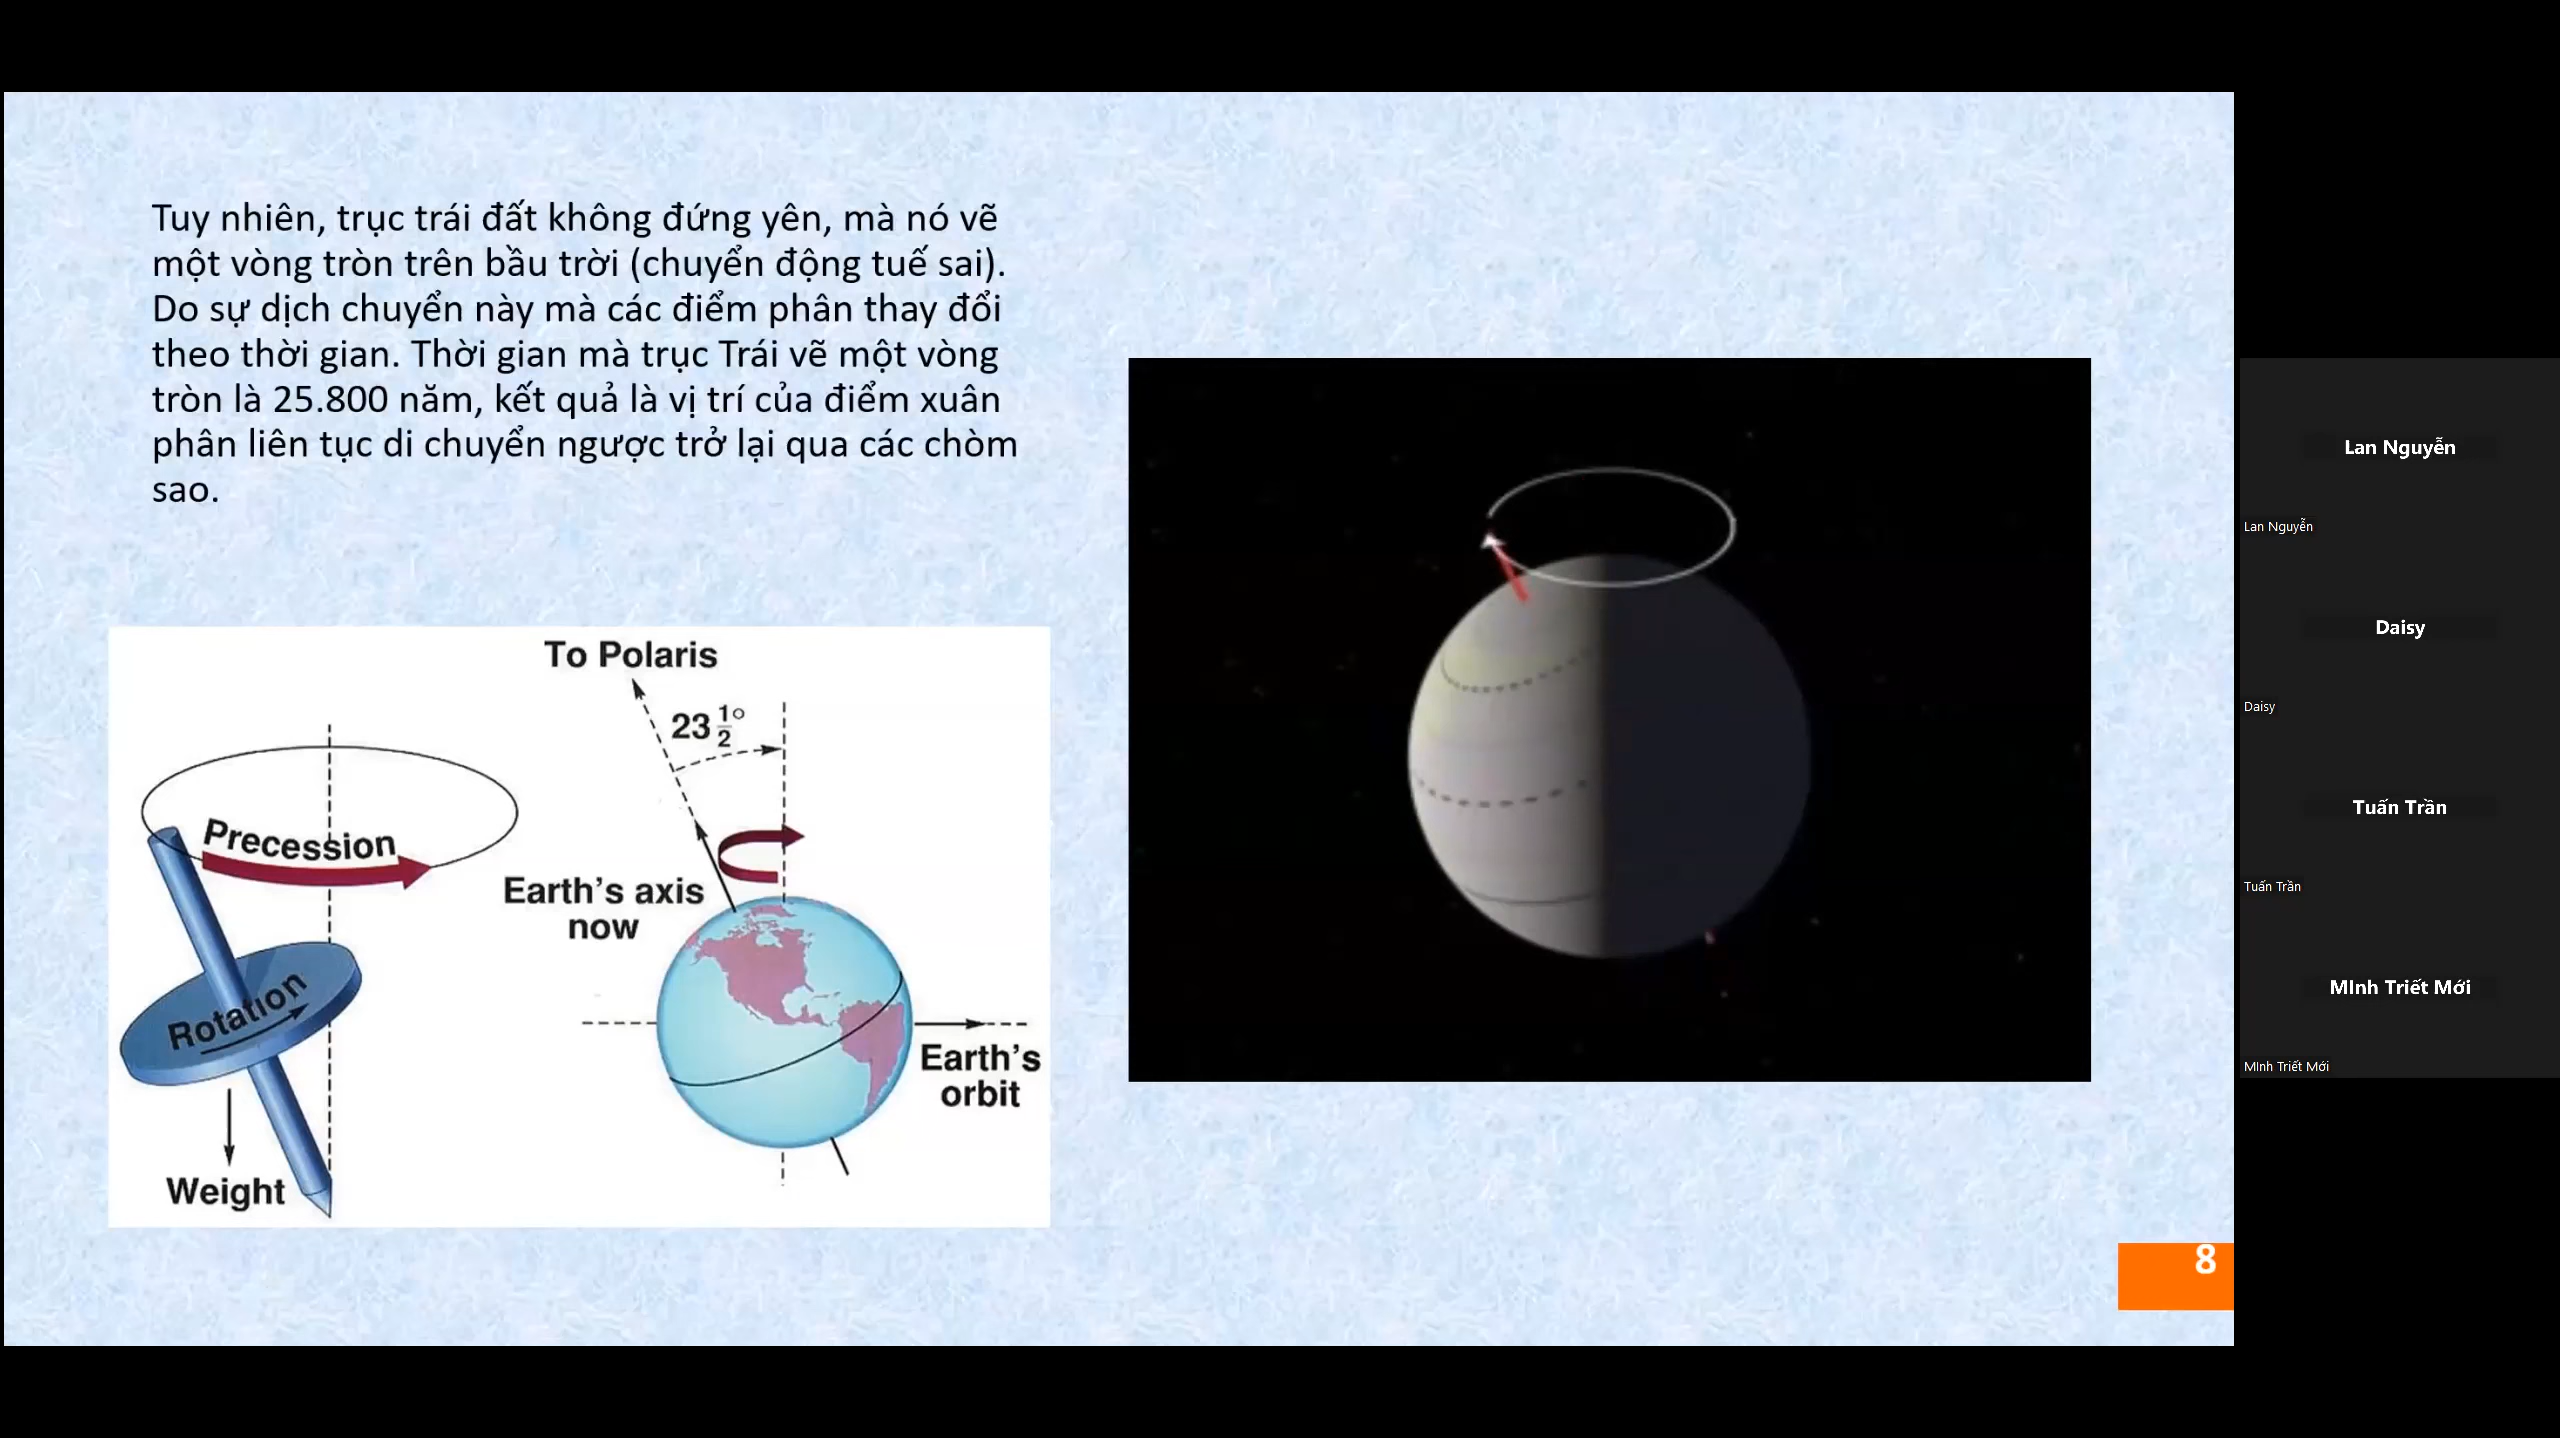 Tuy nhiên, trục trái đất không đứng yên, mà nó vẽ
một vòng tròn trên bầu trời (chuyển động tuế sai).
Do sự dịch chuyển này mà các điểm phân thay đổi
theo thời gian. Thời gian mà trục Trái vẽ một vòng
tròn là 25.800 năm, kết quả là vị trí của điểm xuân
phân liên tục di chuyển ngược trở lại qua các chòm
sao.
To Polaris
23 1/2°
Precession
Earth's axis
now
Rotation
Earth's
orbit
Weight
8
Lan Nguyễn
Lan Nguyễn
Daisy
Daisy
Tuấn Trần
Tuấn Trần
MInh Triết Mới
MInh Triết Mới